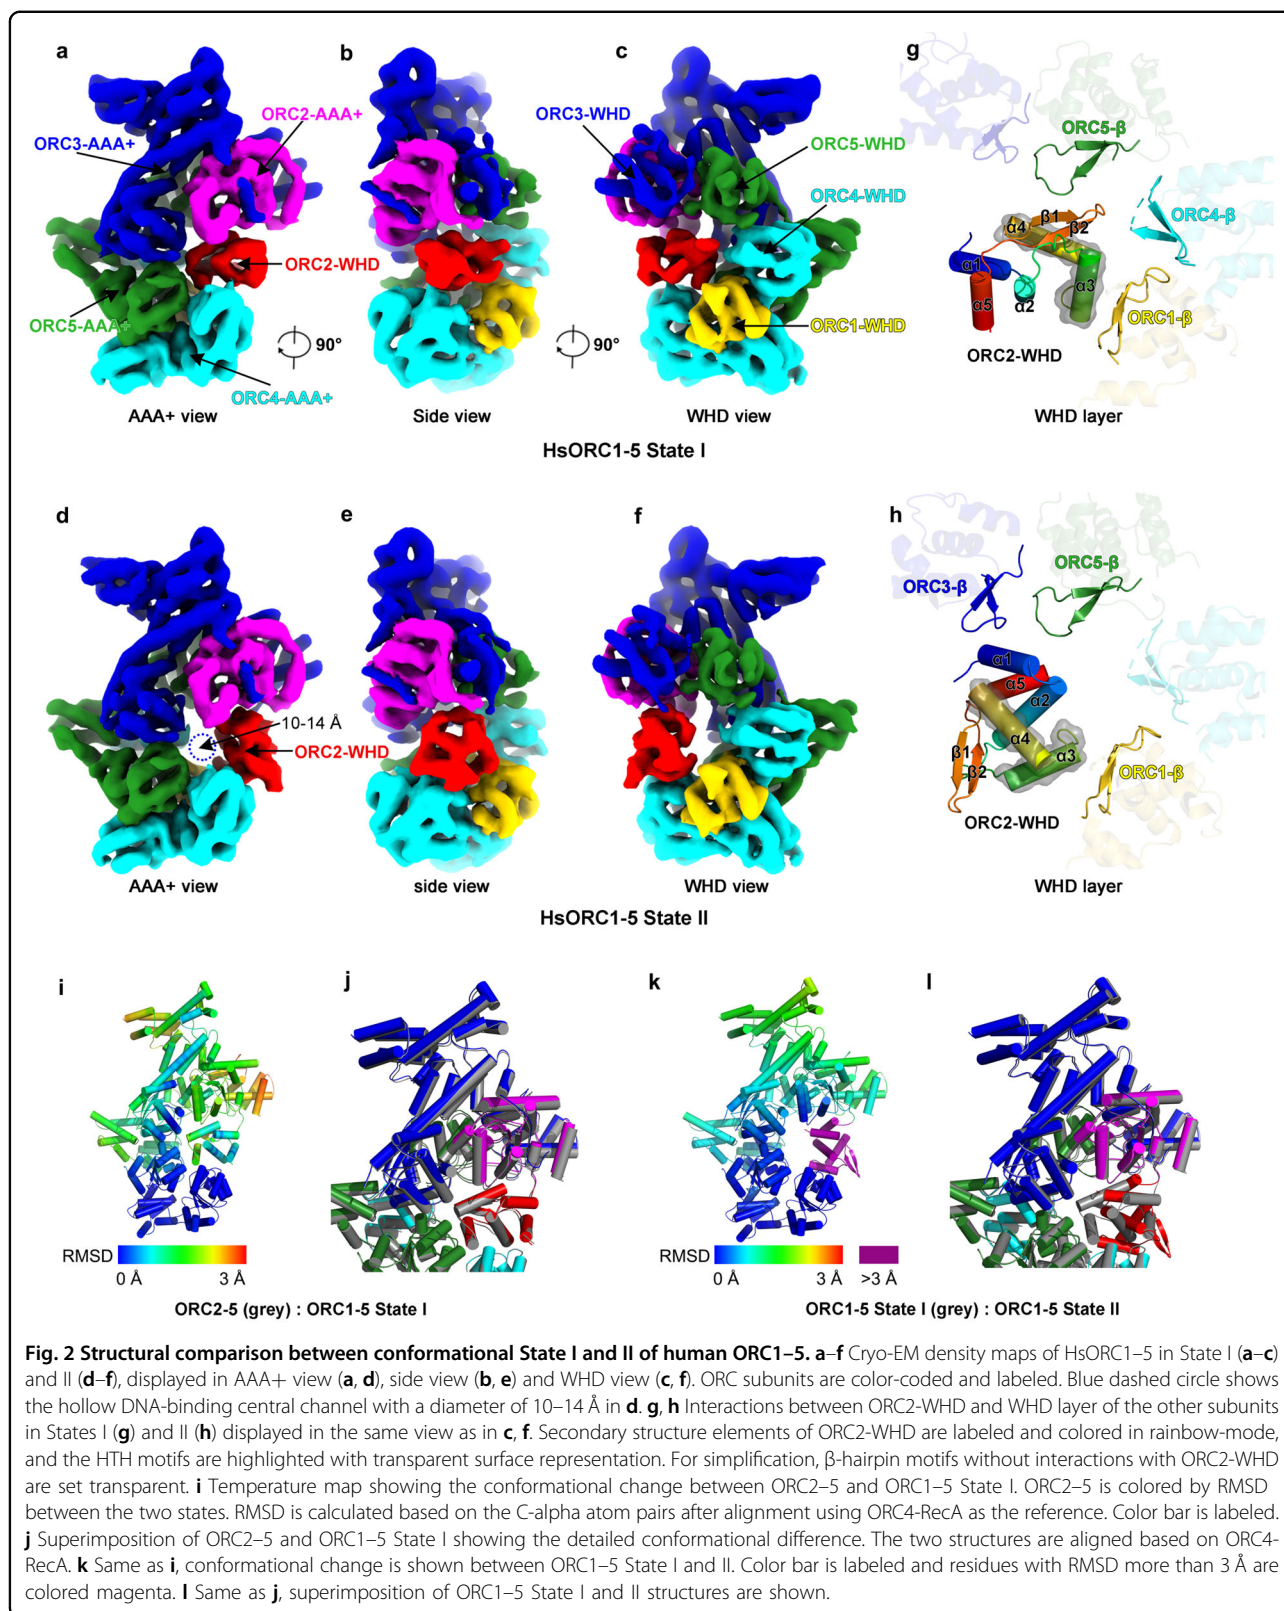 a
b
c
g
ORC2-AAA+
ORC3-AAA+
ORC3-WHD
ORC5-WHD
ORC4-WHD
ORC2-WHD
ORC5-AAA+
ORC1-WHD
ORC4-AAA+
90°
90°
ORC5-β
ORC4-β
β1
β2
α4
α1
α3
α5
α2
ORC1-β
ORC2-WHD
AAA+ view
Side view
WHD view
WHD layer
HsORC1-5 State I
d
e
f
h
10-14 Å
ORC2-WHD
ORC3-β
ORC5-β
α1
α5
α2
α4
β1
β2
α3
ORC1-β
ORC2-WHD
AAA+ view
side view
WHD view
WHD layer
HsORC1-5 State II
i
j
k
l
RMSD
0 Å
3 Å
RMSD
0 Å
3 Å
>3 Å
ORC2-5 (grey) : ORC1-5 State I
ORC1-5 State I (grey) : ORC1-5 State II
Fig. 2 Structural comparison between conformational State I and II of human ORC1–5. a–f Cryo-EM density maps of HsORC1–5 in State I (a–c)
and II (d–f), displayed in AAA+ view (a, d), side view (b, e) and WHD view (c, f). ORC subunits are color-coded and labeled. Blue dashed circle shows
the hollow DNA-binding central channel with a diameter of 10–14 Å in d. g, h Interactions between ORC2-WHD and WHD layer of the other subunits
in States I (g) and II (h) displayed in the same view as in c, f. Secondary structure elements of ORC2-WHD are labeled and colored in rainbow-mode,
and the HTH motifs are highlighted with transparent surface representation. For simplification, β-hairpin motifs without interactions with ORC2-WHD
are set transparent. i Temperature map showing the conformational change between ORC2–5 and ORC1–5 State I. ORC2–5 is colored by RMSD
between the two states. RMSD is calculated based on the C-alpha atom pairs after alignment using ORC4-RecA as the reference. Color bar is labeled.
j Superimposition of ORC2–5 and ORC1–5 State I showing the detailed conformational difference. The two structures are aligned based on ORC4-
RecA. k Same as i, conformational change is shown between ORC1–5 State I and II. Color bar is labeled and residues with RMSD more than 3 Å are
colored magenta. l Same as j, superimposition of ORC1–5 State I and II structures are shown.